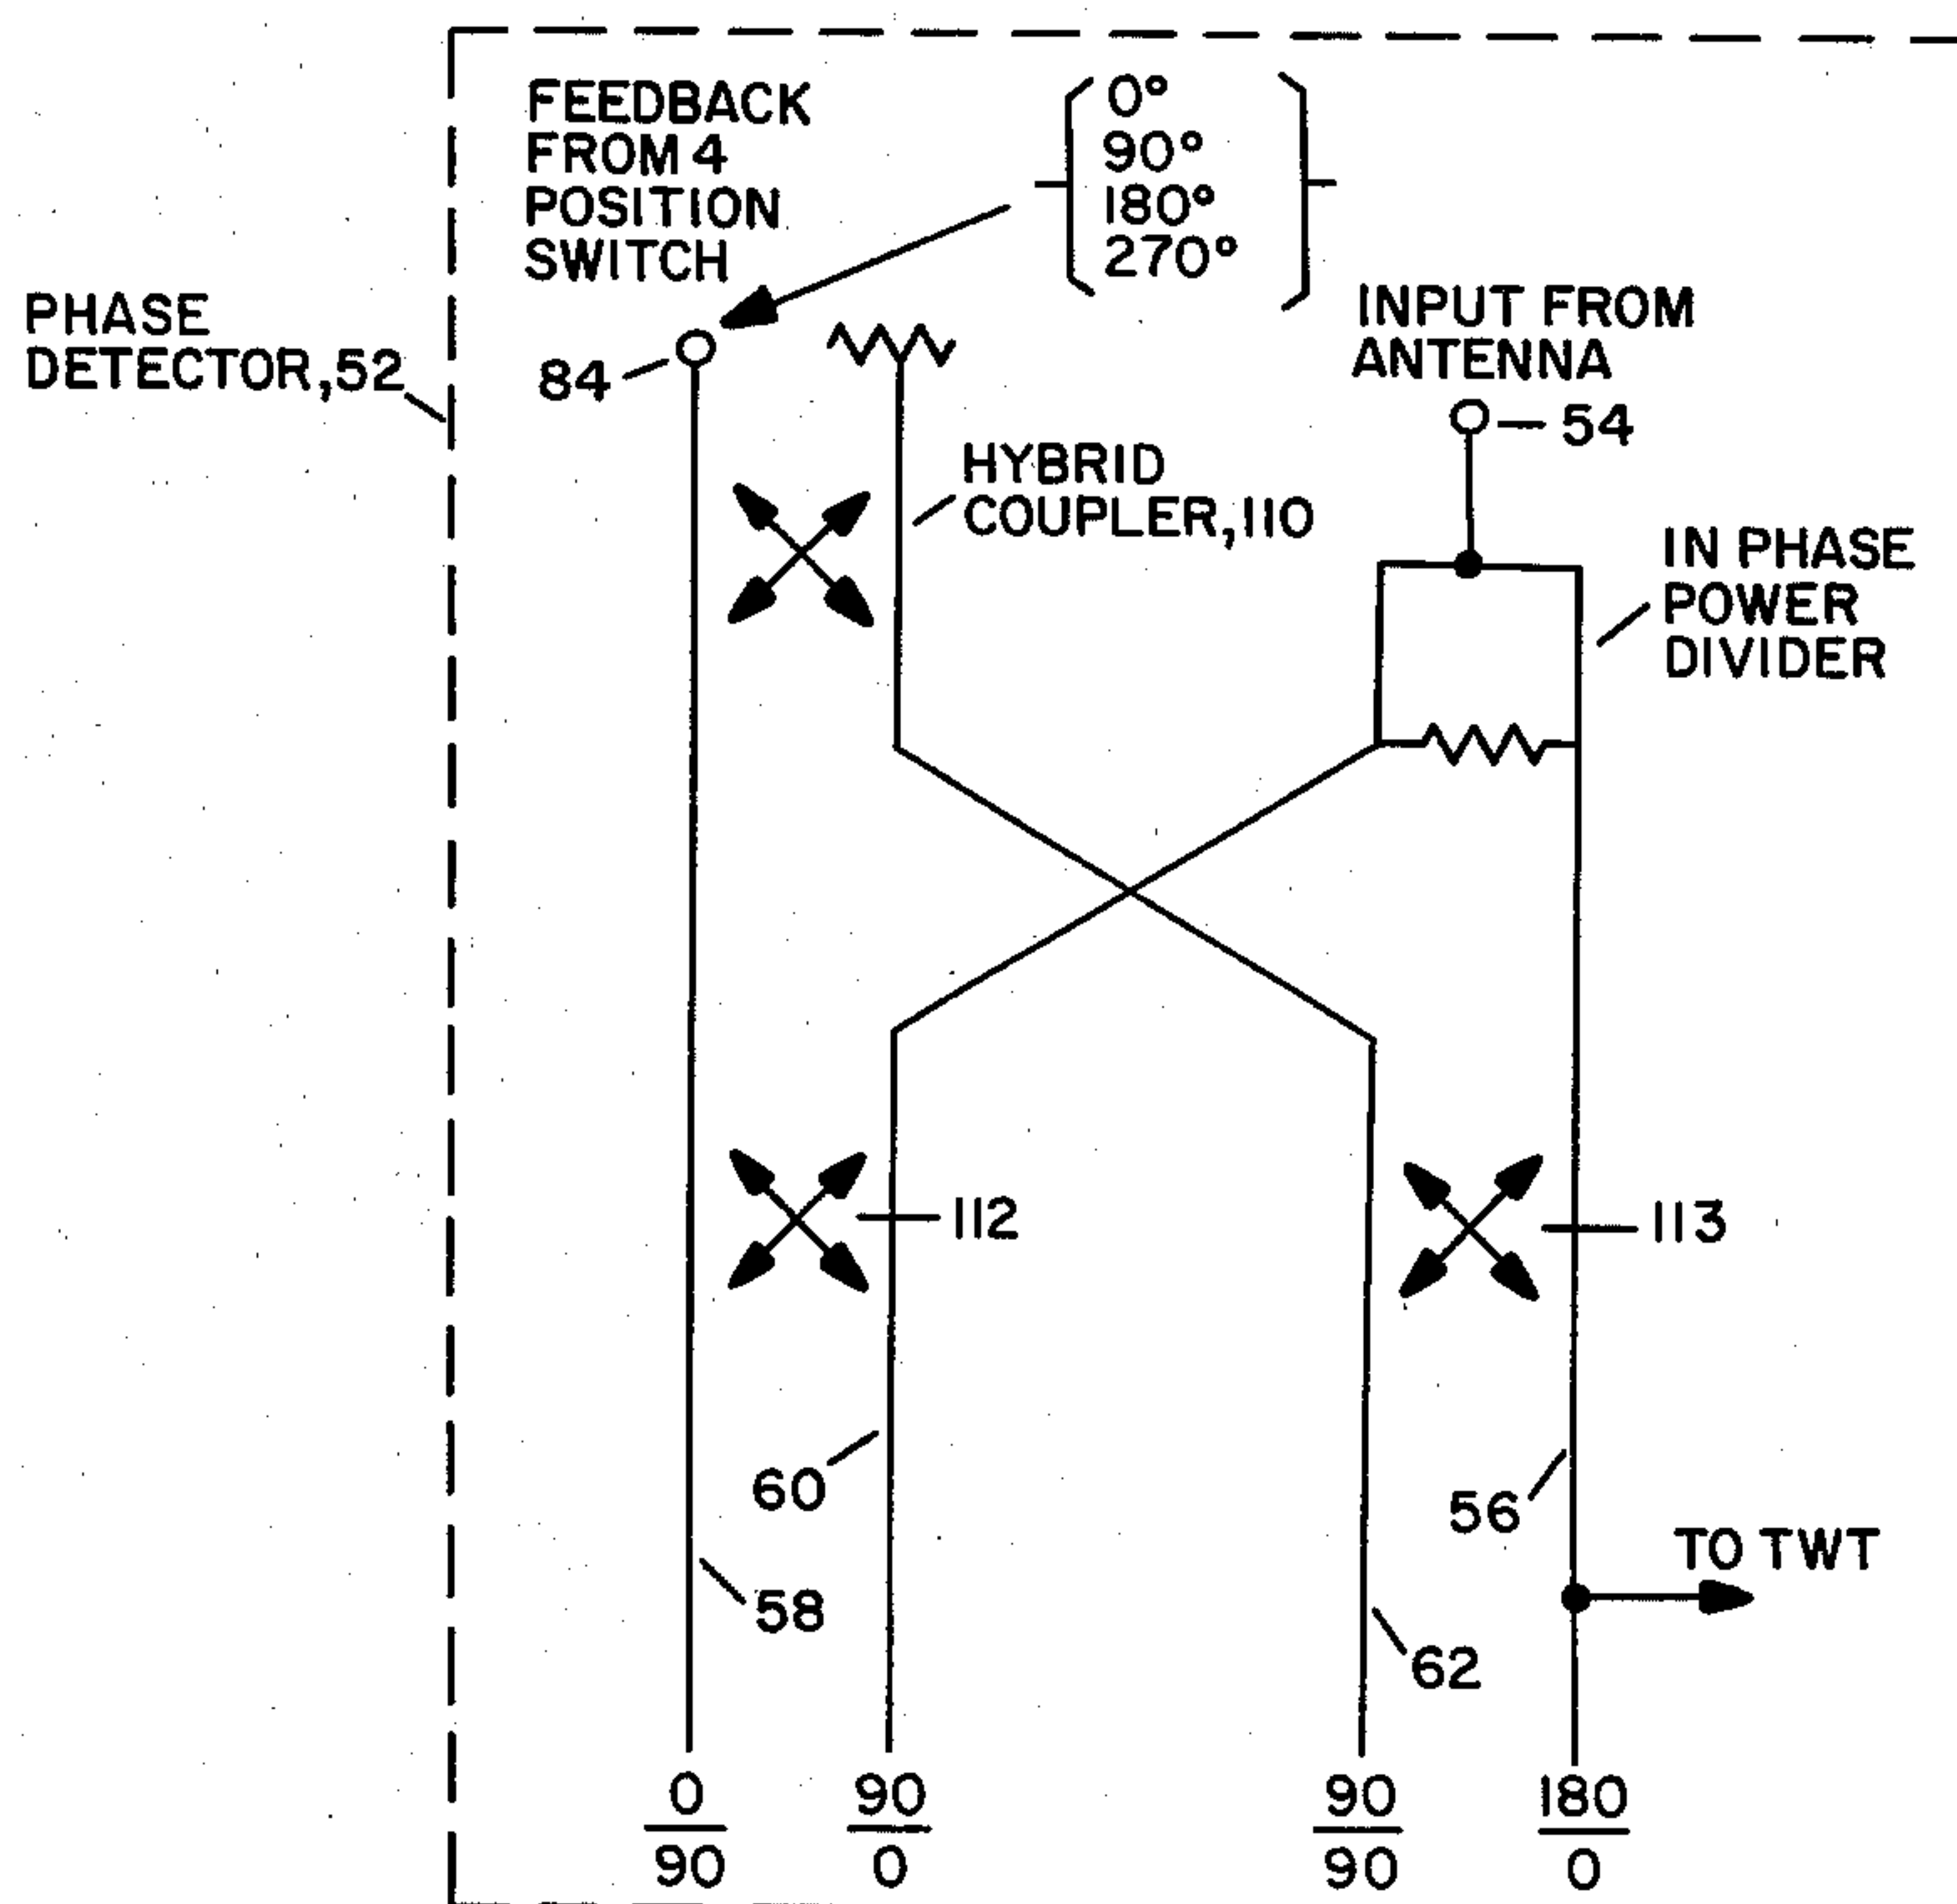 FEEDBACK
FROM 4
POSITION
SWITCH
0°
90°
180°
270°
PHASE
DETECTOR,52
84
INPUT FROM
ANTENNA
54
HYBRID
COUPLER,110
IN PHASE
POWER
DIVIDER
112
113
60
56
58
TO TWT
62
0
90
90
0
90
90
180
0